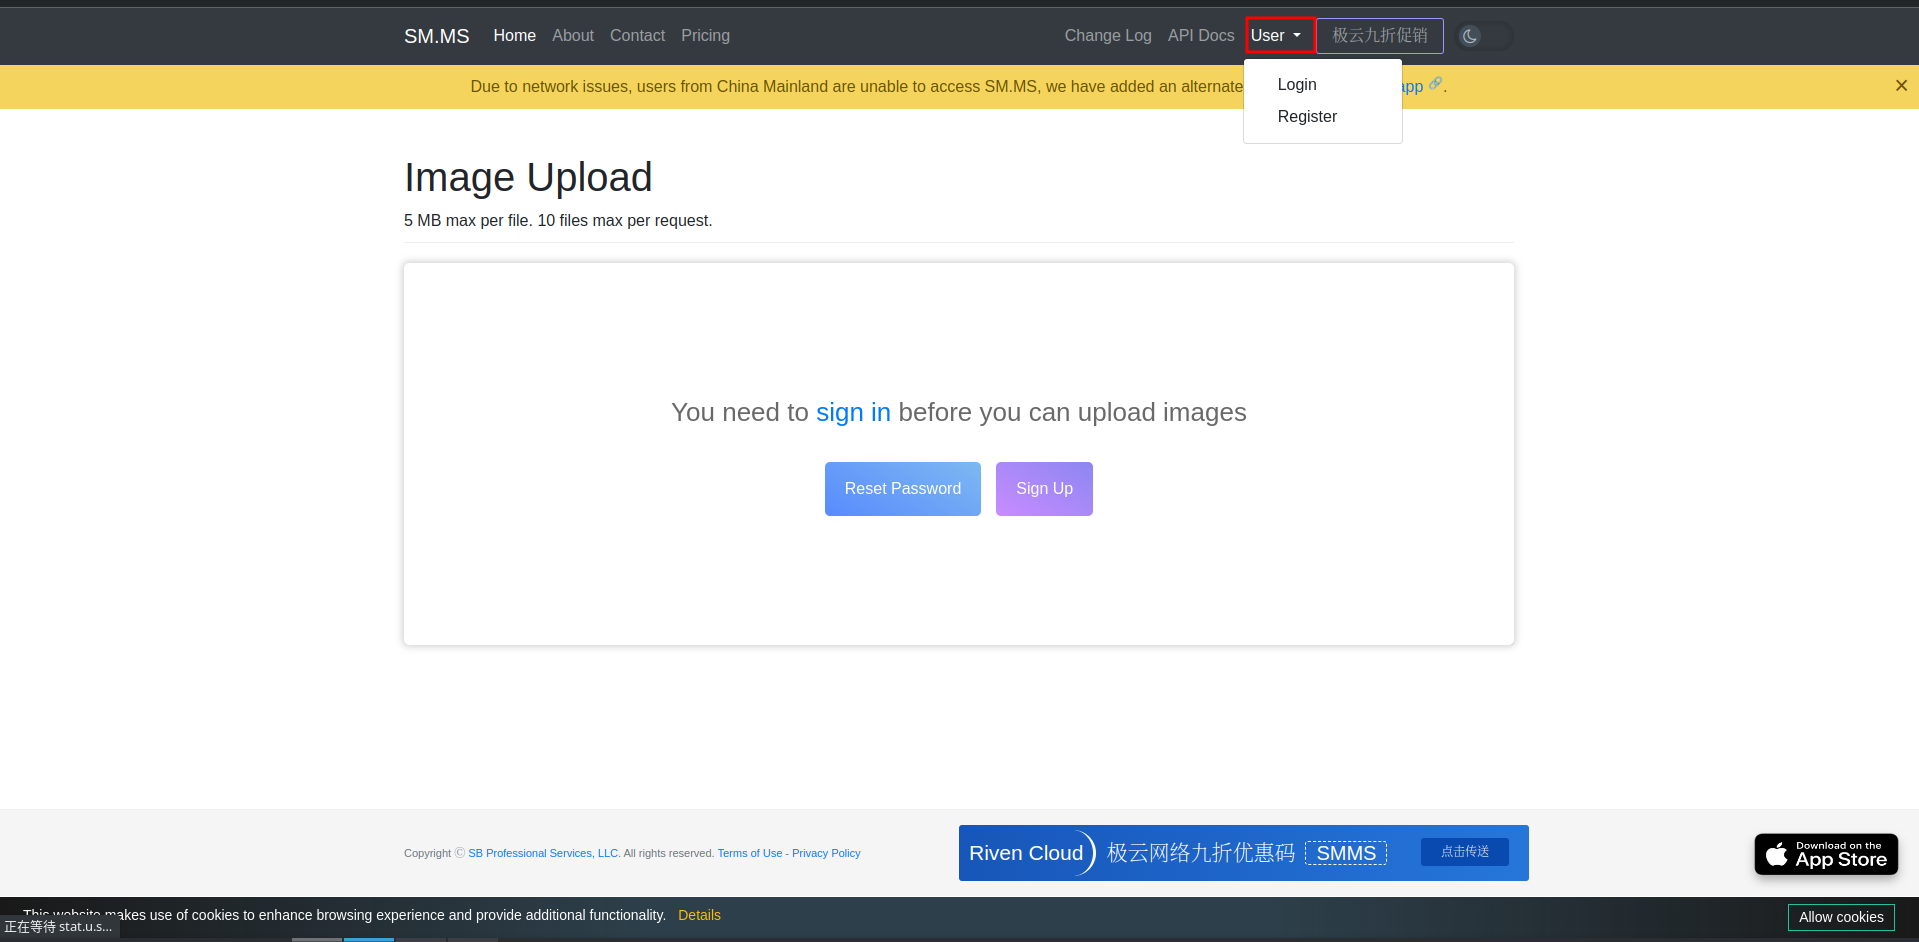 SM.MS Home About Contact Pricing Change Log API Docs User 极云九折促销
Due to network issues, users from China Mainland are unable to access SM.MS, we have added an alternate app .
Login
Register
Image Upload
5 MB max per file. 10 files max per request.
You need to sign in before you can upload images
Reset Password Sign Up
Copyright © SB Professional Services, LLC. All rights reserved. Terms of Use - Privacy Policy
Riven Cloud 极云网络九折优惠码 SMMS 点击传送
Download on the
App Store
This website makes use of cookies to enhance browsing experience and provide additional functionality. Details
Allow cookies
正在等待 stat.u.s...